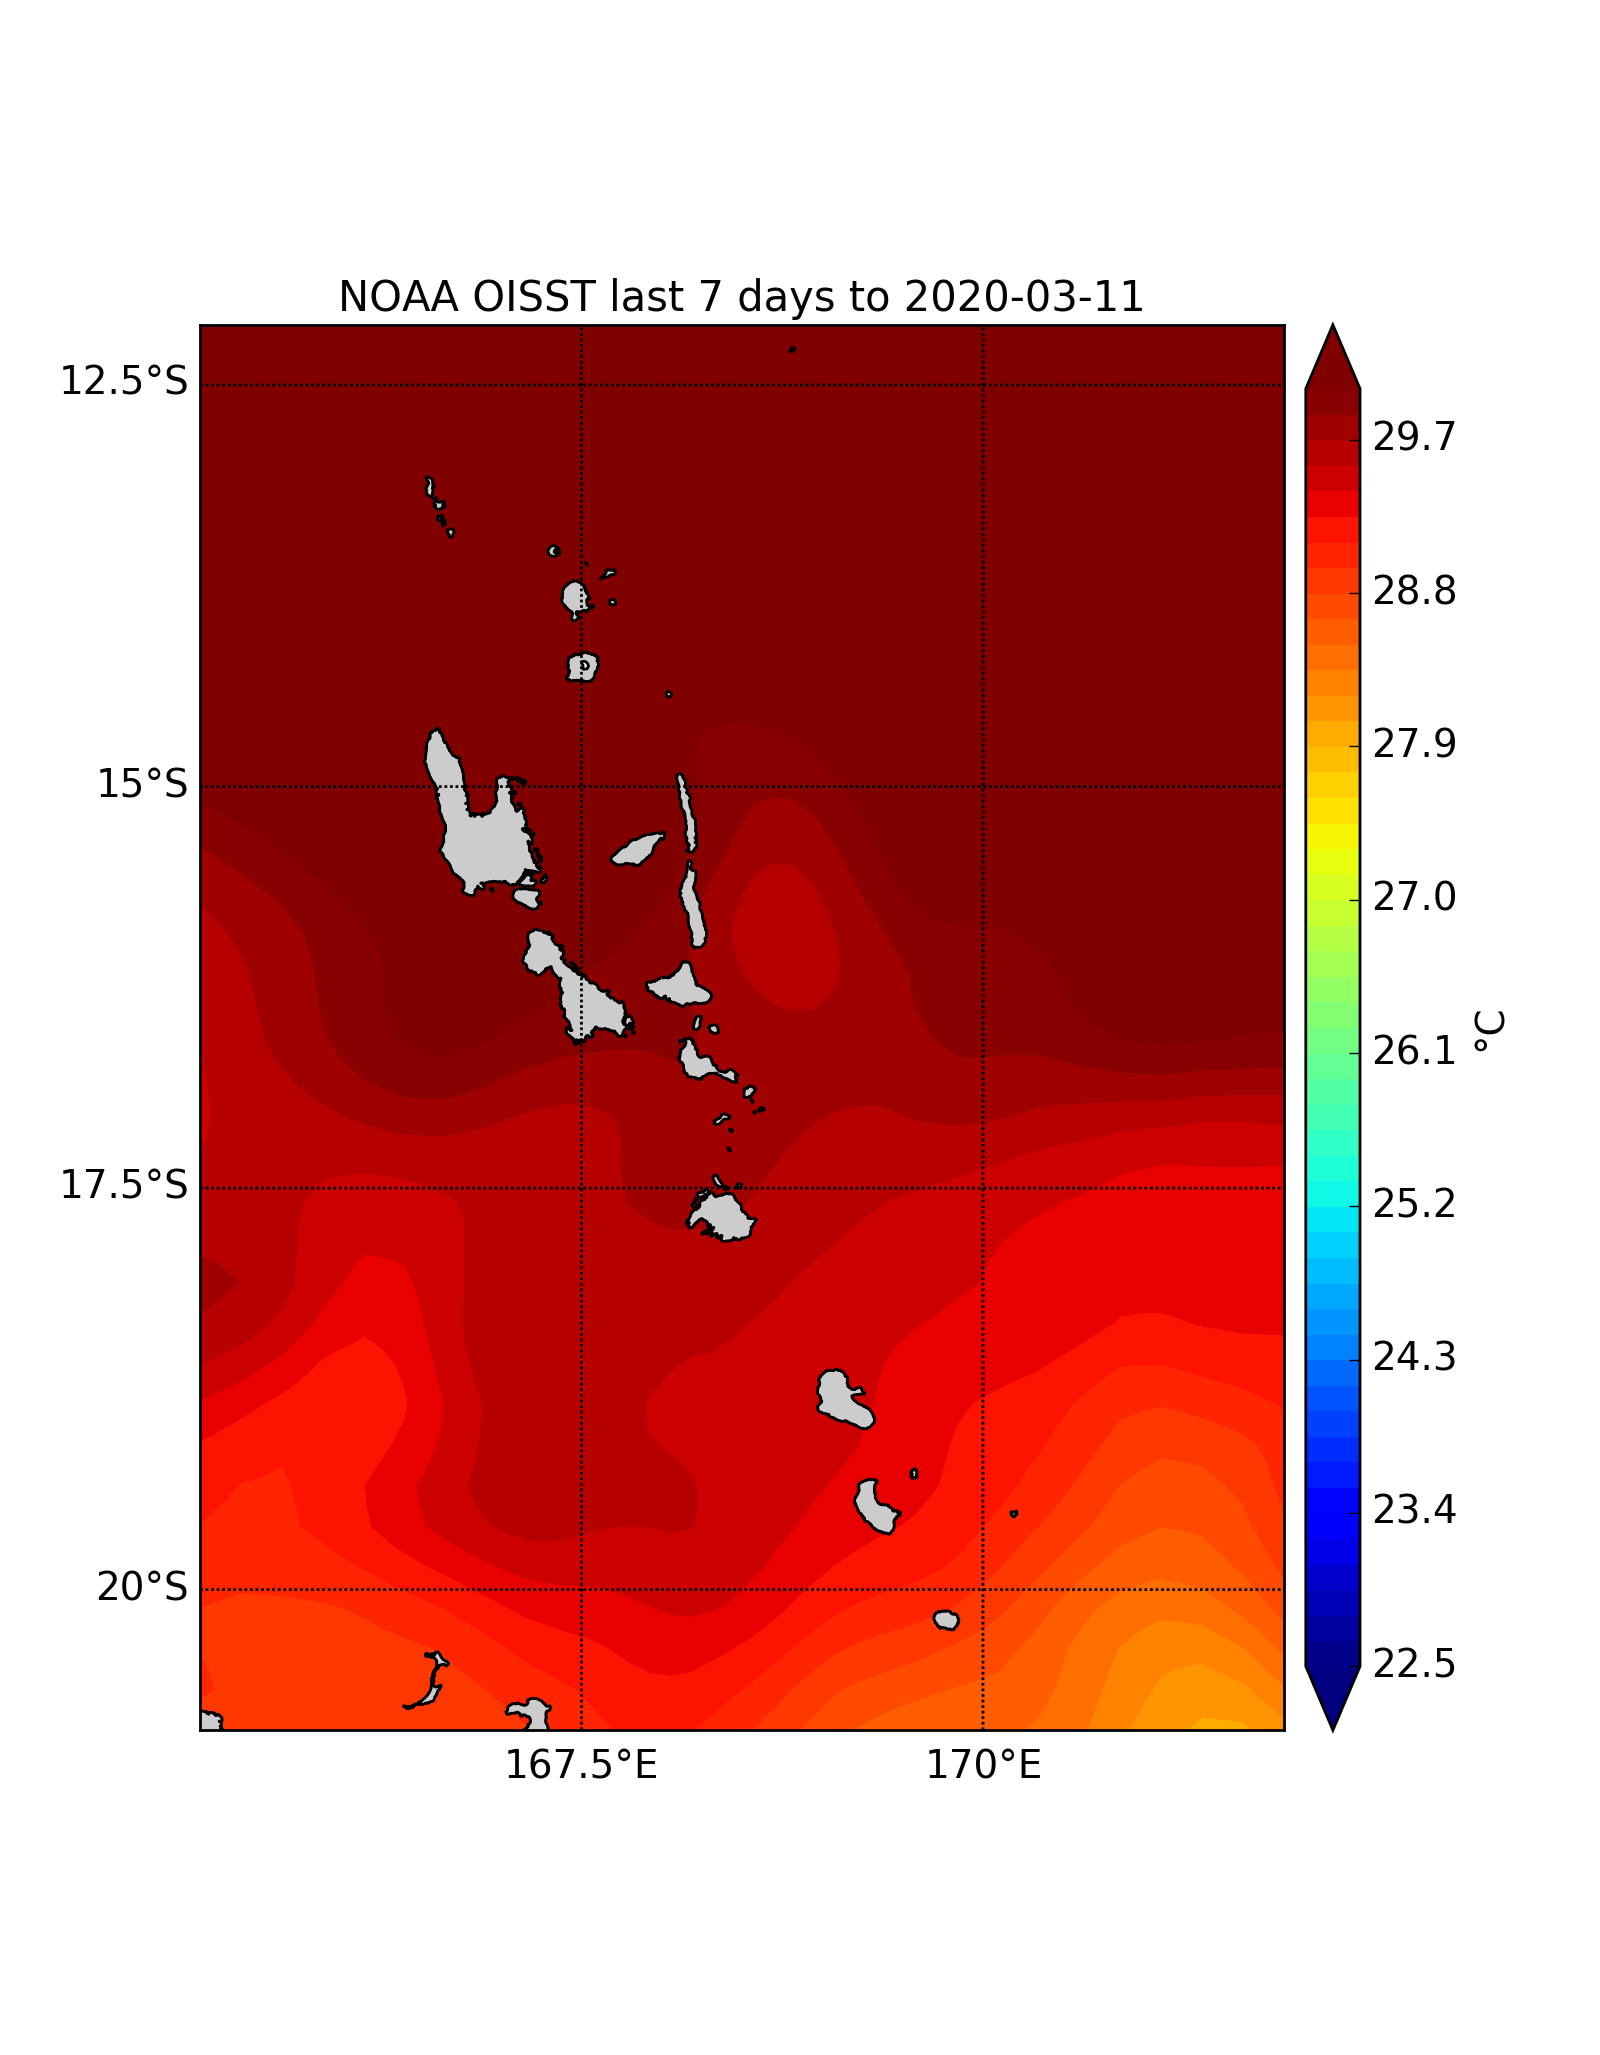 NOAA OISST last 7 days to 2020-03-11
12.5°S
15°S
17.5°S
20°S
167.5°E
170°E
29.7
28.8
27.9
27.0
26.1
25.2
24.3
23.4
22.5
°C